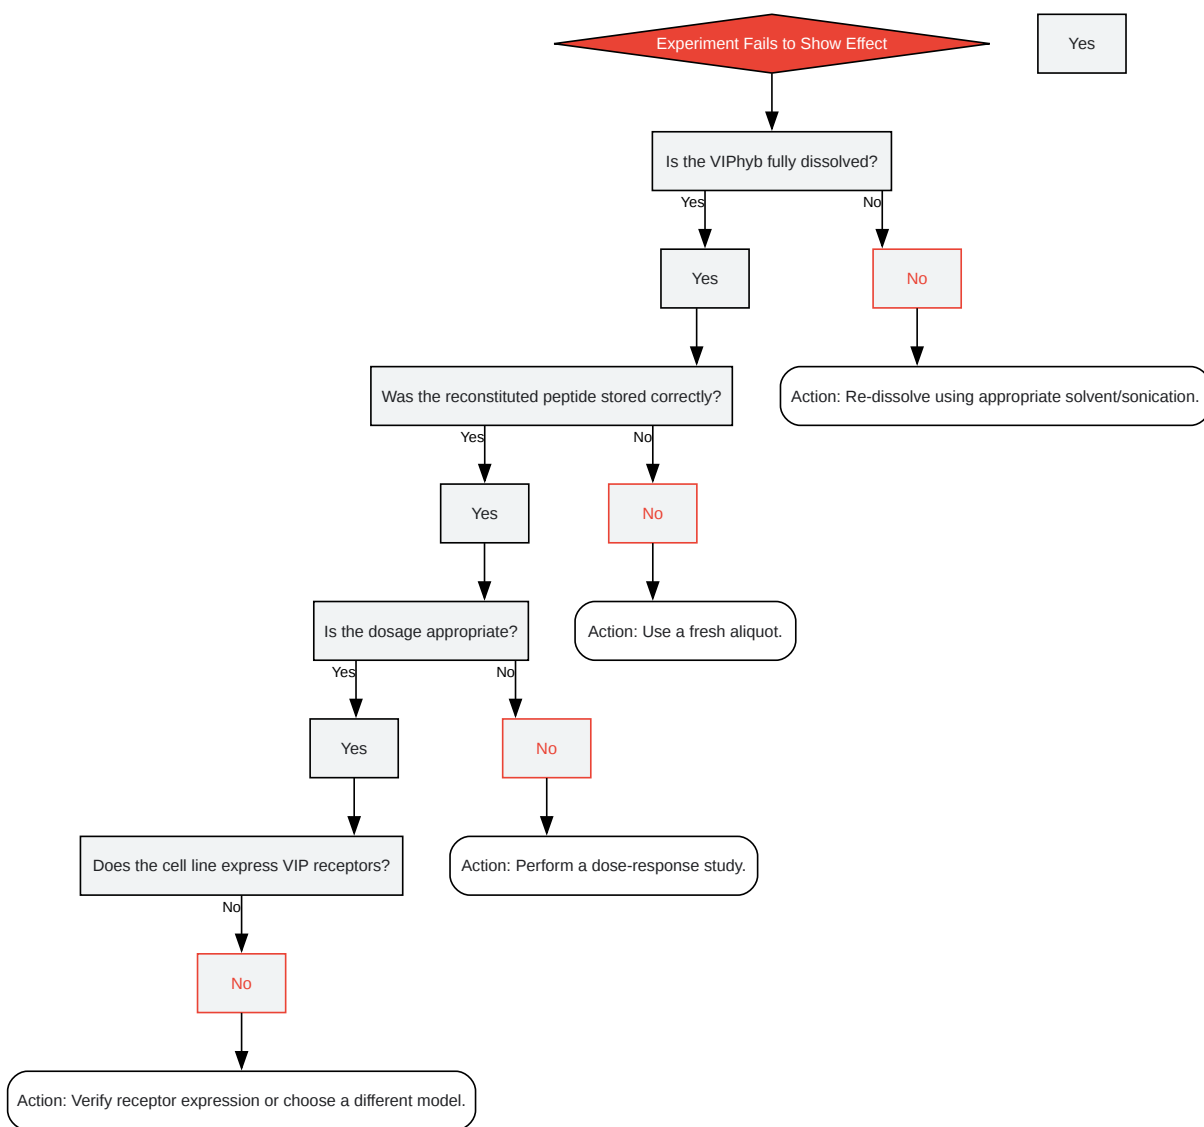 Experiment Fails to Show Effect
Yes
Is the VIPhyb fully dissolved?
Yes
No
Yes
No
Was the reconstituted peptide stored correctly?
Action: Re-dissolve using appropriate solvent/sonication.
Yes
No
Yes
No
Is the dosage appropriate?
Action: Use a fresh aliquot.
Yes
No
Yes
No
Does the cell line express VIP receptors?
Action: Perform a dose-response study.
No
No
Action: Verify receptor expression or choose a different model.